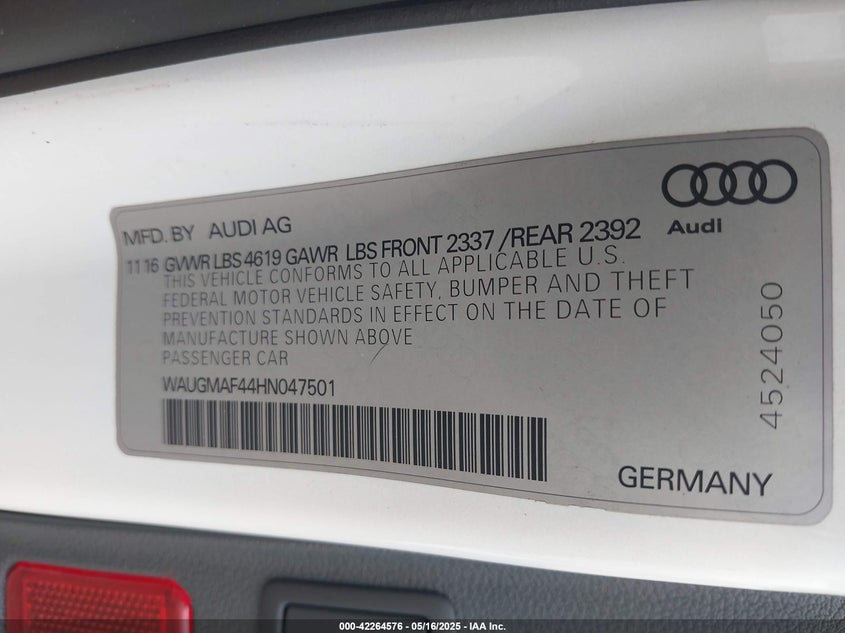 Audi
MFD. BY AUDI AG
11 16 GVWR LBS 4619 GAWR LBS FRONT 2337 / REAR 2392
THIS VEHICLE CONFORMS TO ALL APPLICABLE U.S.
FEDERAL MOTOR VEHICLE SAFETY, BUMPER AND THEFT
PREVENTION STANDARDS IN EFFECT ON THE DATE OF
MANUFACTURE SHOWN ABOVE
PASSENGER CAR
WAUGMAF44HN047501
4524050
GERMANY
000-42264576 - 05/16/2025 - IAA Inc.